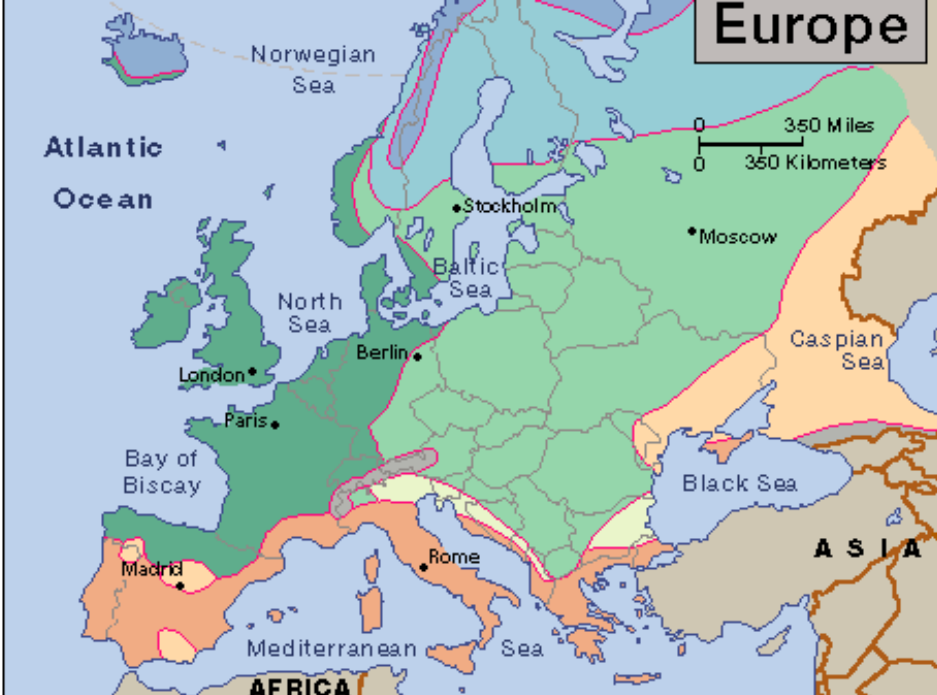 Europe
Norwegian
Sea
Atlantic
Ocean
0 350 Miles
0 350 Kilometers
Stockholm
Moscow
Baltic
Sea
North
Sea
Berlin
Caspian
Sea
London
Paris
Bay of
Biscay
Black Sea
ASIA
Rome
Madrid
Mediterranean Sea
AFRICA